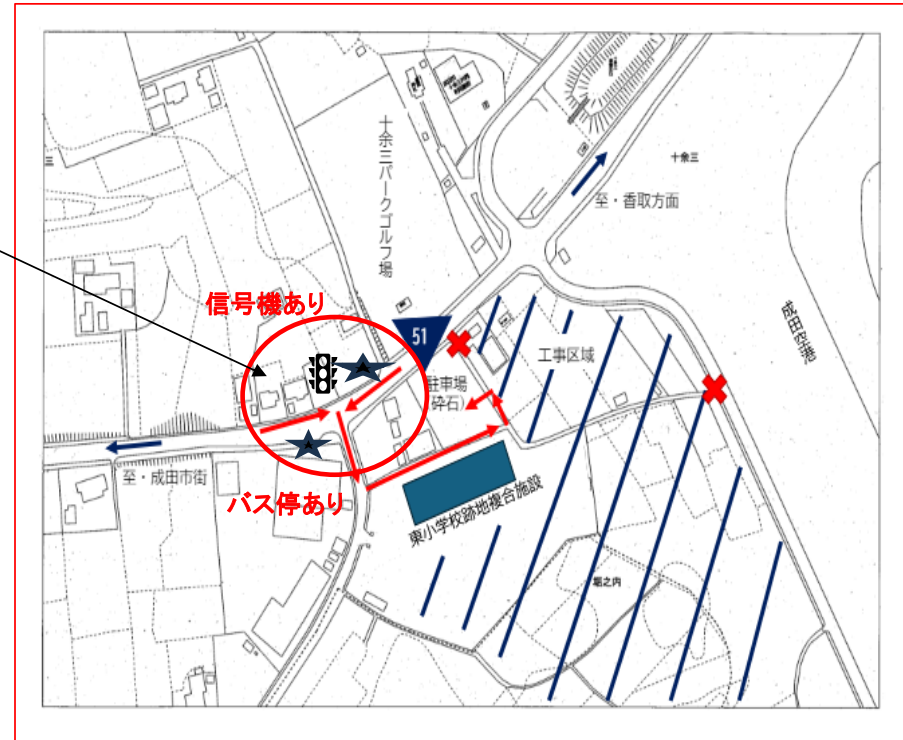 十余三
至・香取方面
十余三パークゴルフ場
成田空港
信号機あり
51
工事区域
駐車場
(砕石)
至・成田市街
バス停あり
東小学校跡地複合施設
堀之内